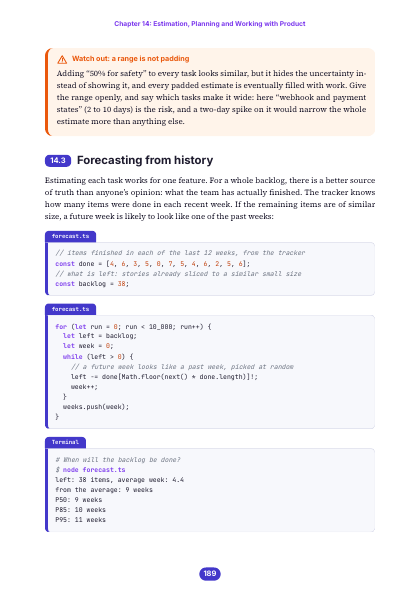 Chapter 14: Estimation, Planning and Working with Product
Watch out: a range is not padding
Adding “50% for safety” to every task looks similar, but it hides the uncertainty in-
stead of showing it, and every padded estimate is eventually filled with work. Give
the range openly, and say which tasks make it wide: here “webhook and payment
states” (2 to 10 days) is the risk, and a two-day spike on it would narrow the whole
estimate more than anything else.
14.3 Forecasting from history
Estimating each task works for one feature. For a whole backlog, there is a better source
of truth than anyone’s opinion: what the team has actually finished. The tracker knows
how many items were done in each recent week. If the remaining items are of similar
size, a future week is likely to look like one of the past weeks:
forecast.ts
// items finished in each of the last 12 weeks, from the tracker
const done = [4, 6, 3, 5, 0, 7, 5, 4, 6, 2, 5, 6];
// what is left: stories already sliced to a similar small size
const backlog = 38;
forecast.ts
for (let run = 0; run < 10_000; run++) {
  let left = backlog;
  let week = 0;
  while (left > 0) {
    // a future week looks like a past week, picked at random
    left -= done[Math.floor(next() * done.length)]!;
    week++;
  }
  weeks.push(week);
}
Terminal
# When will the backlog be done?
$ node forecast.ts
left: 38 items, average week: 4.4
from the average: 9 weeks
P50: 9 weeks
P85: 10 weeks
P95: 11 weeks
189